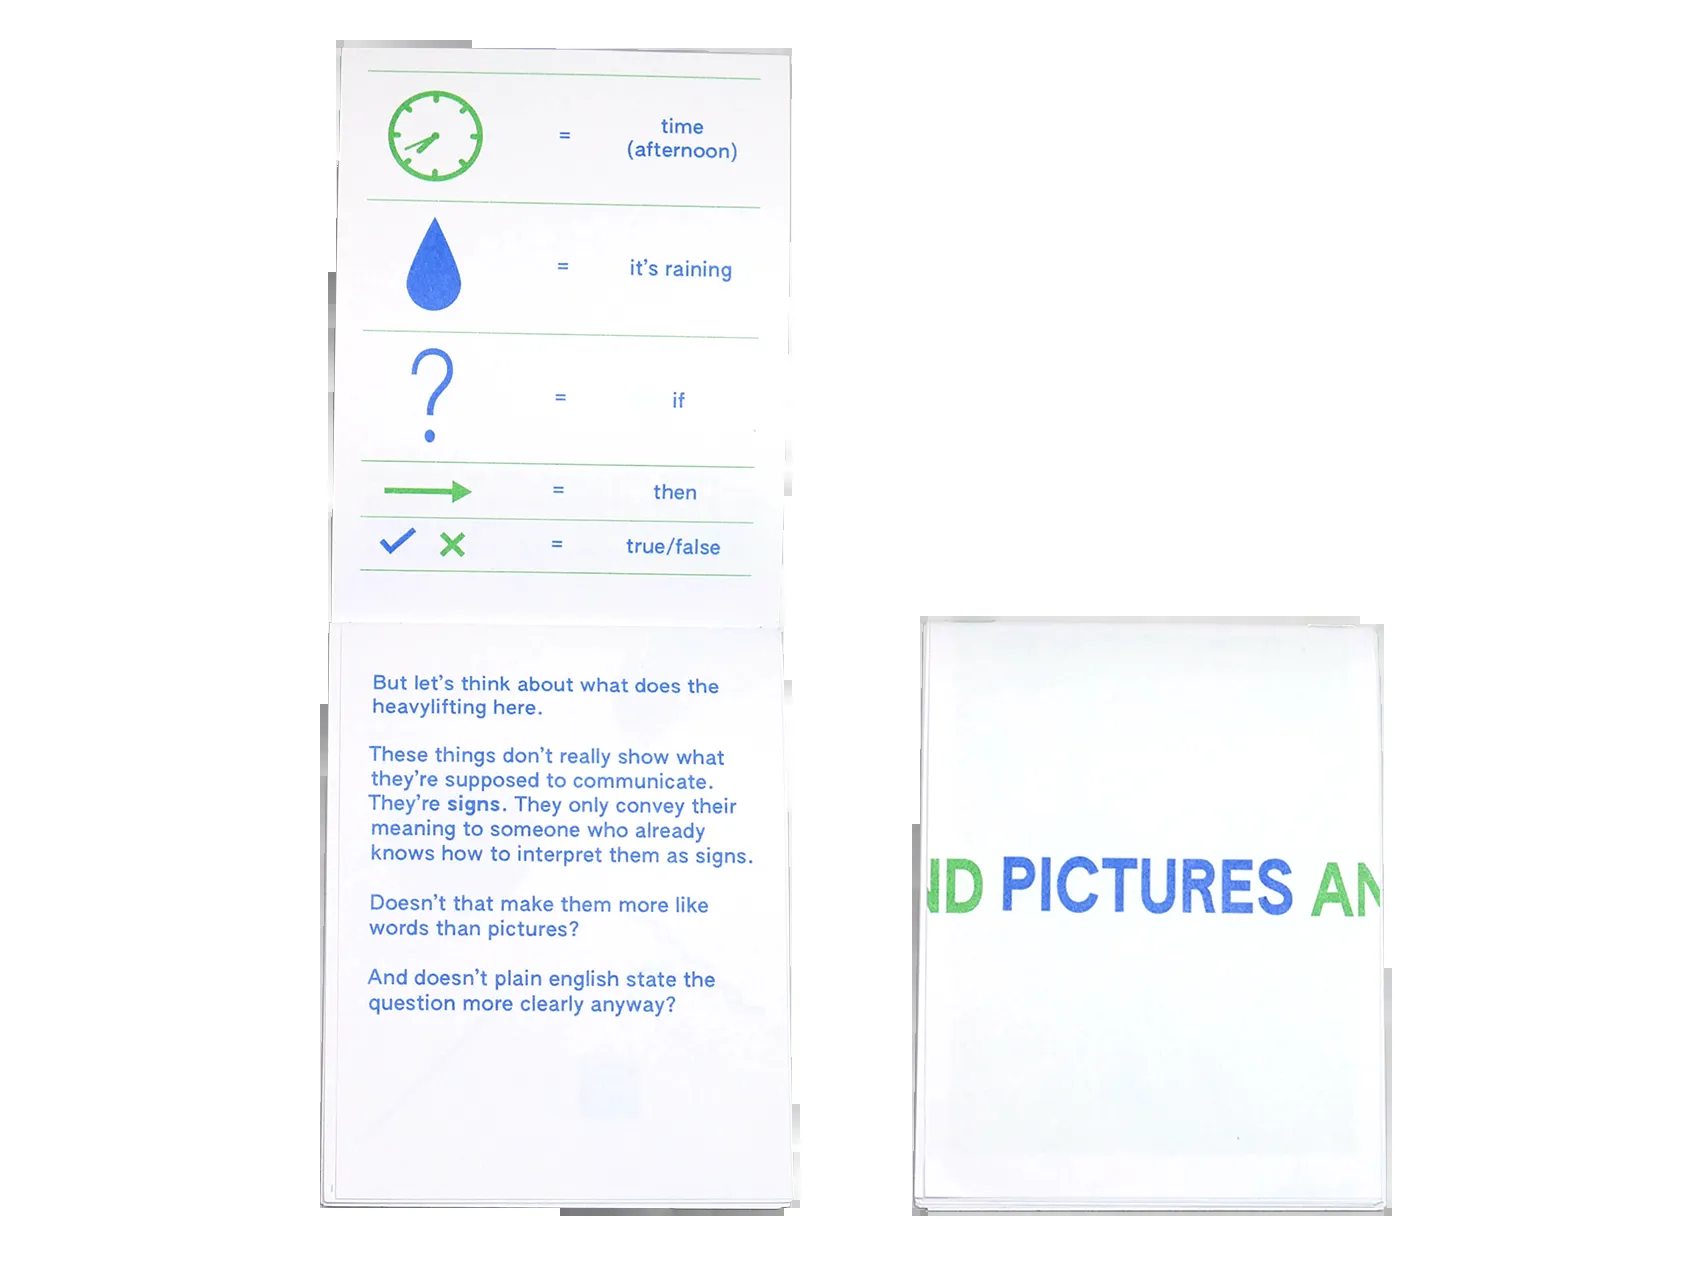 = time
(afternoon)
= it's raining
? = if
= then
= true/false
But let's think about what does the
heavylifting here.
These things don't really show what
they're supposed to communicate.
They're signs. They only convey their
meaning to someone who already
knows how to interpret them as signs.
Doesn't that make them more like
words than pictures?
And doesn't plain english state the
question more clearly anyway?
ND PICTURES AN